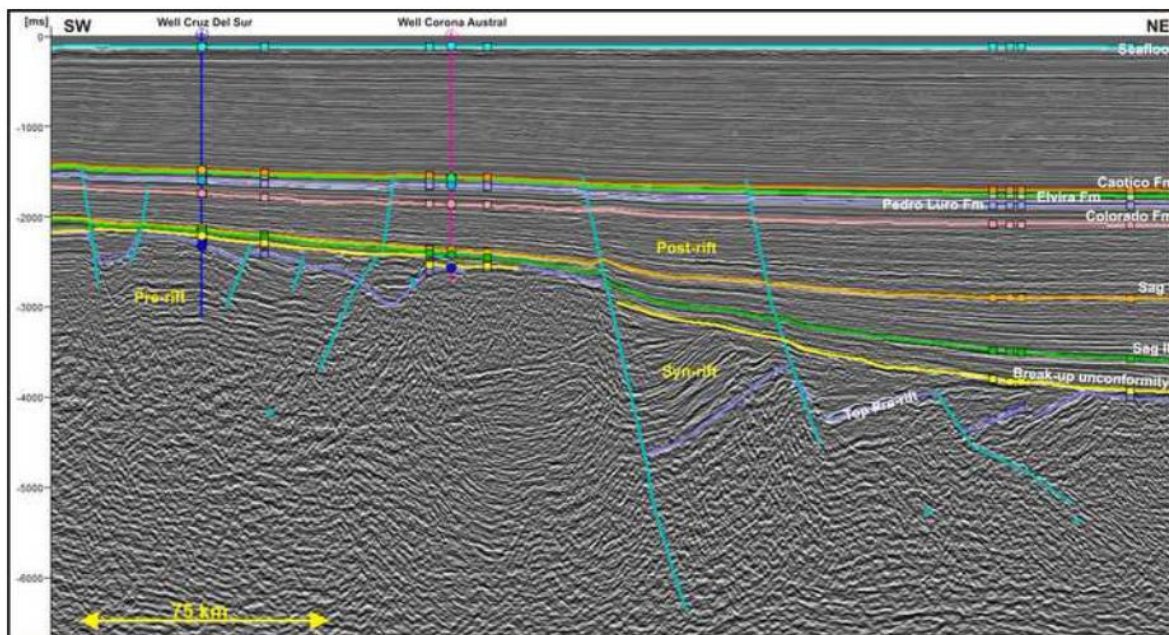 [ms]
SW
Well Cruz Del Sur
Well Corona Austral
NE
0
Seafloo
-1000
Caotico Fm
Elvira Fm
Pedro Luro Fm
-2000
Colorado Fm
Post-rift
Pre-rift
Sag
-3000
Sag II
Syn-rift
Break-up unconformity
-4000
Top Pre-rift
-5000
-6000
75 km